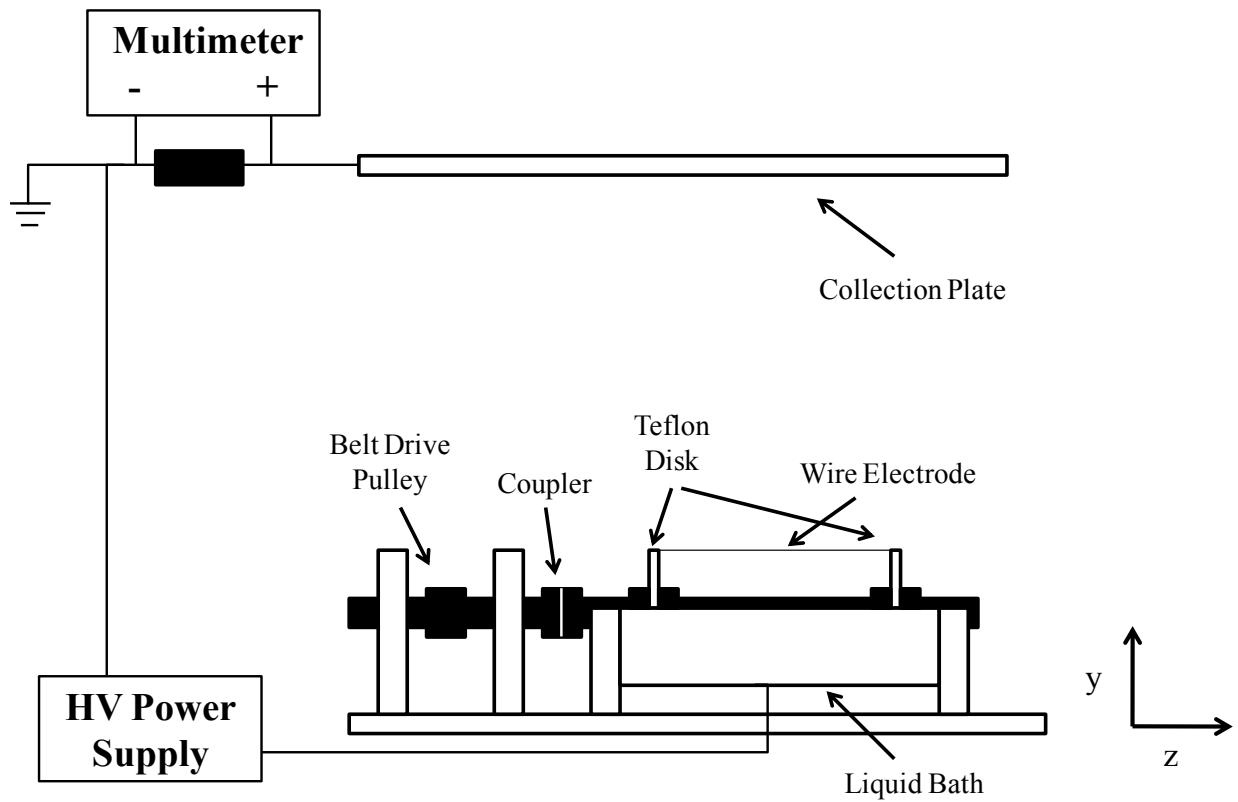 Multimeter
- +
Collection Plate
Teflon
Disk
Belt Drive
Pulley
Coupler
Wire Electrode
HV Power
Supply
Liquid Bath
y
z